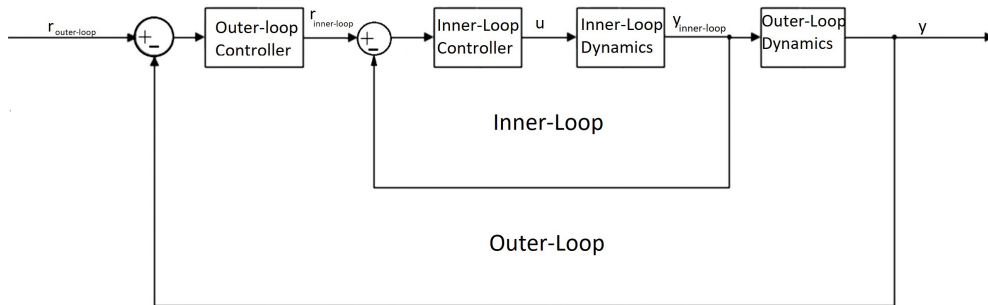 r outer-loop
+
-
Outer-loop
Controller
r inner-loop
+
-
Inner-Loop
Controller
u
Inner-Loop
Dynamics
y inner-loop
Outer-Loop
Dynamics
y
Inner-Loop
Outer-Loop